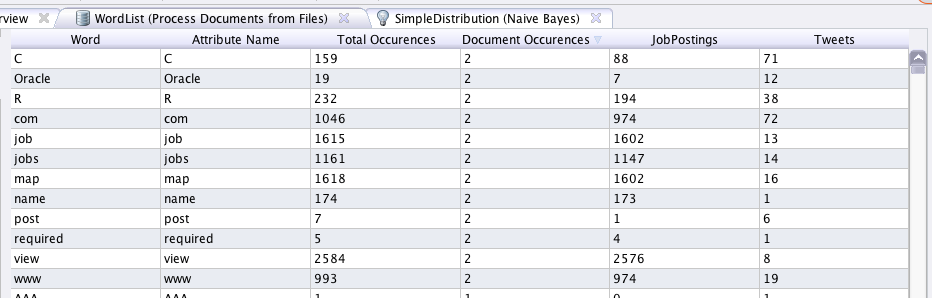 rview WordList (Process Documents from Files) SimpleDistribution (Naive Bayes)
Word Attribute Name Total Occurences Document Occurences JobPostings Tweets
C C 159 2 88 71
Oracle Oracle 19 2 7 12
R R 232 2 194 38
com com 1046 2 974 72
job job 1615 2 1602 13
jobs jobs 1161 2 1147 14
map map 1618 2 1602 16
name name 174 2 173 1
post post 7 2 1 6
required required 5 2 4 1
view view 2584 2 2576 8
www www 993 2 974 19
AAA AAA 1 1 0 1